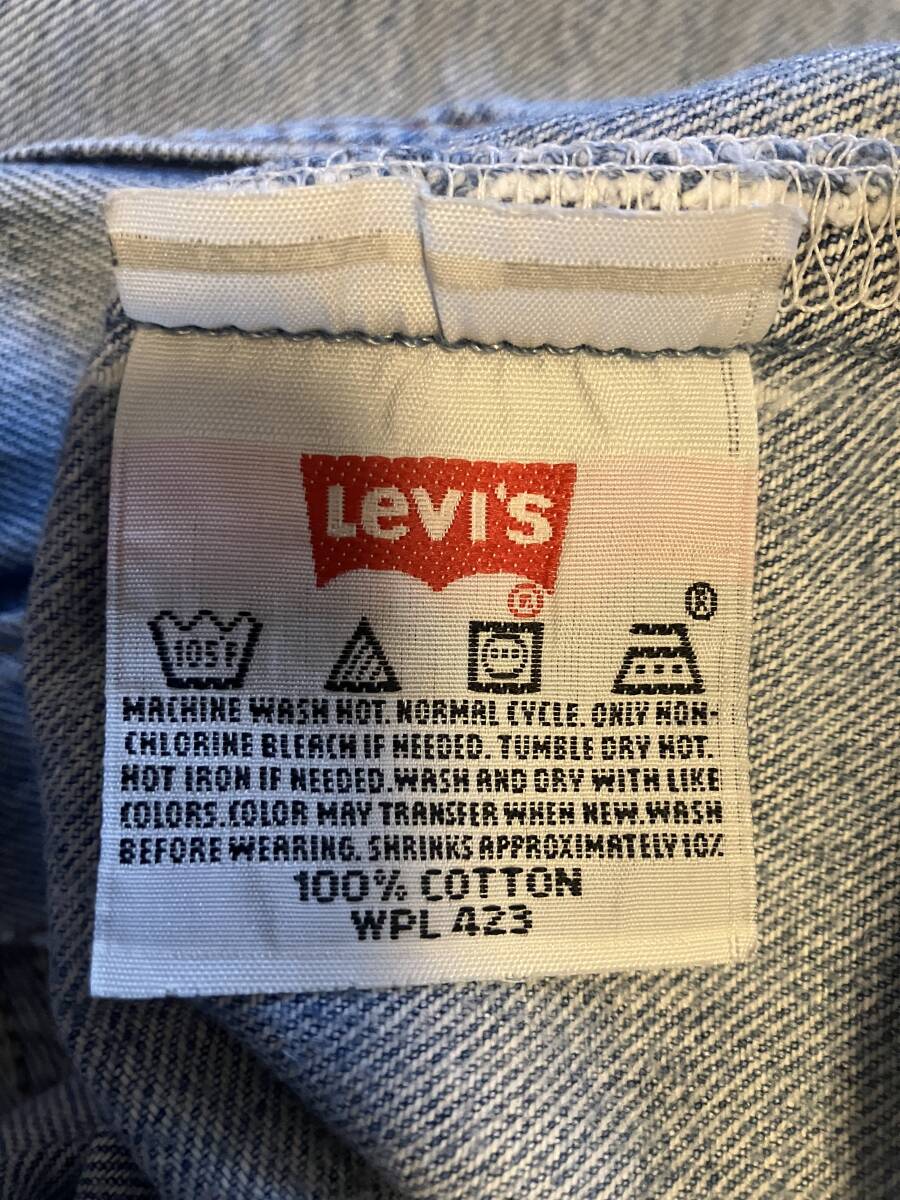 LEVI'S
®
®
105°F
MACHINE WASH HOT. NORMAL CYCLE. ONLY NON-
CHLORINE BLEACH IF NEEDED. TUMBLE DRY HOT.
HOT IRON IF NEEDED. WASH AND DRY WITH LIKE
COLORS. COLOR MAY TRANSFER WHEN NEW. WASH
BEFORE WEARING. SHRINKS APPROXIMATELY 10%
100% COTTON
WPL 423